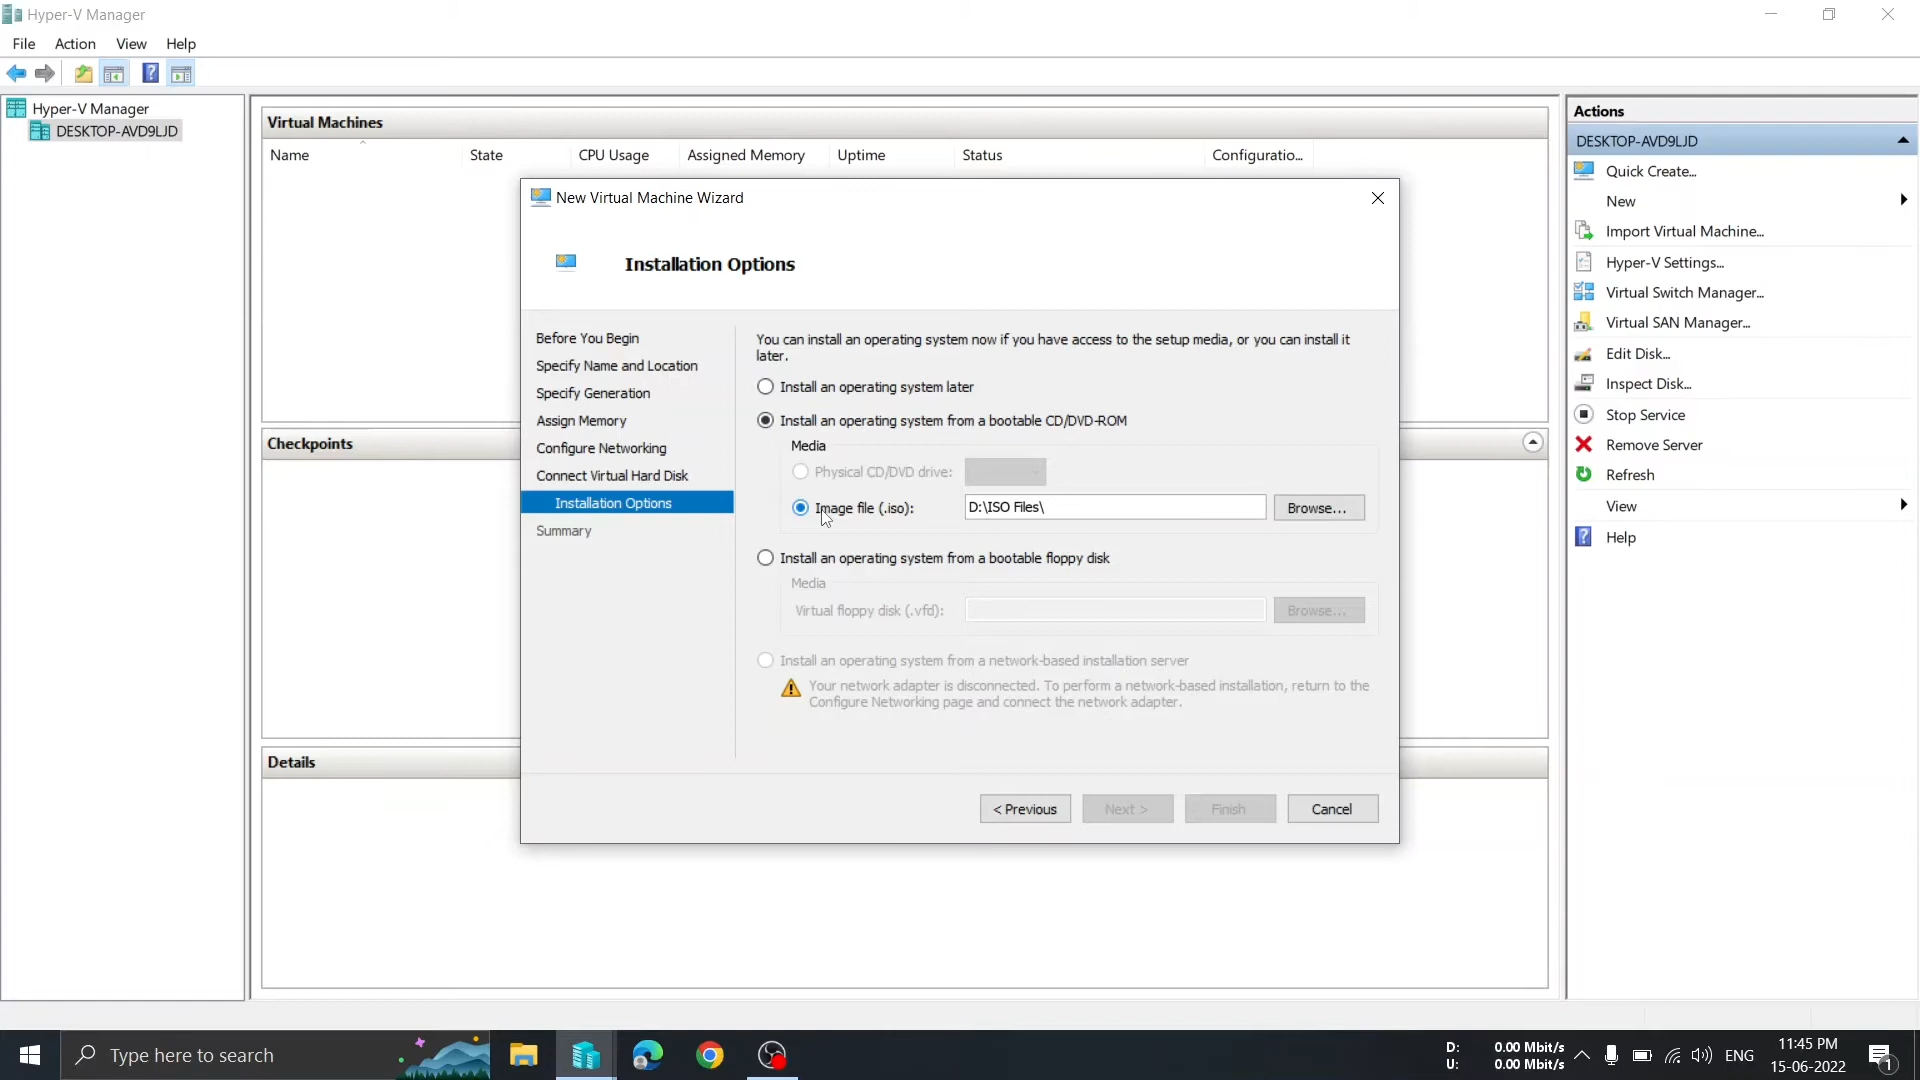 Hyper-V Manager
File Action View Help
Hyper-V Manager
DESKTOP-AVD9LJD
Virtual Machines
Name State CPU Usage Assigned Memory Uptime Status Configuratio...
Checkpoints
Details
New Virtual Machine Wizard
Installation Options
Before You Begin
Specify Name and Location
Specify Generation
Assign Memory
Configure Networking
Connect Virtual Hard Disk
Installation Options
Summary
You can install an operating system now if you have access to the setup media, or you can install it
later.
Install an operating system later
Install an operating system from a bootable CD/DVD-ROM
Media
Physical CD/DVD drive:
Image file (.iso): D:\ISO Files\ Browse...
Install an operating system from a bootable floppy disk
Media
Virtual floppy disk (.vfd): Browse...
Install an operating system from a network-based installation server
Your network adapter is disconnected. To perform a network-based installation, return to the
Configure Networking page and connect the network adapter.
< Previous Next > Finish Cancel
Actions
DESKTOP-AVD9LJD
Quick Create...
New
Import Virtual Machine...
Hyper-V Settings...
Virtual Switch Manager...
Virtual SAN Manager...
Edit Disk...
Inspect Disk...
Stop Service
Remove Server
Refresh
View
Help
Type here to search
D: 0.00 Mbit/s
U: 0.00 Mbit/s
ENG
11:45 PM
15-06-2022
1